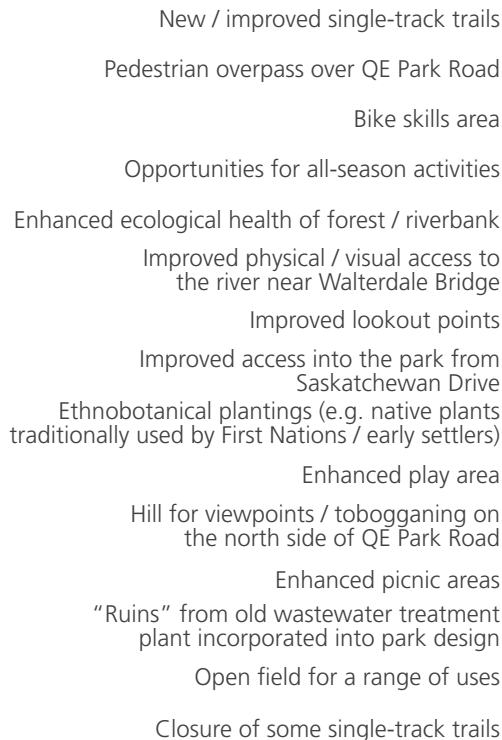 New / improved single-track trails
Pedestrian overpass over QE Park Road
Bike skills area
Opportunities for all-season activities
Enhanced ecological health of forest / riverbank
Improved physical / visual access to
the river near Walterdale Bridge
Improved lookout points
Improved access into the park from
Saskatchewan Drive
Ethnobotanical plantings (e.g. native plants
traditionally used by First Nations / early settlers)
Enhanced play area
Hill for viewpoints / tobogganing on
the north side of QE Park Road
Enhanced picnic areas
“Ruins” from old wastewater treatment
plant incorporated into park design
Open field for a range of uses
Closure of some single-track trails